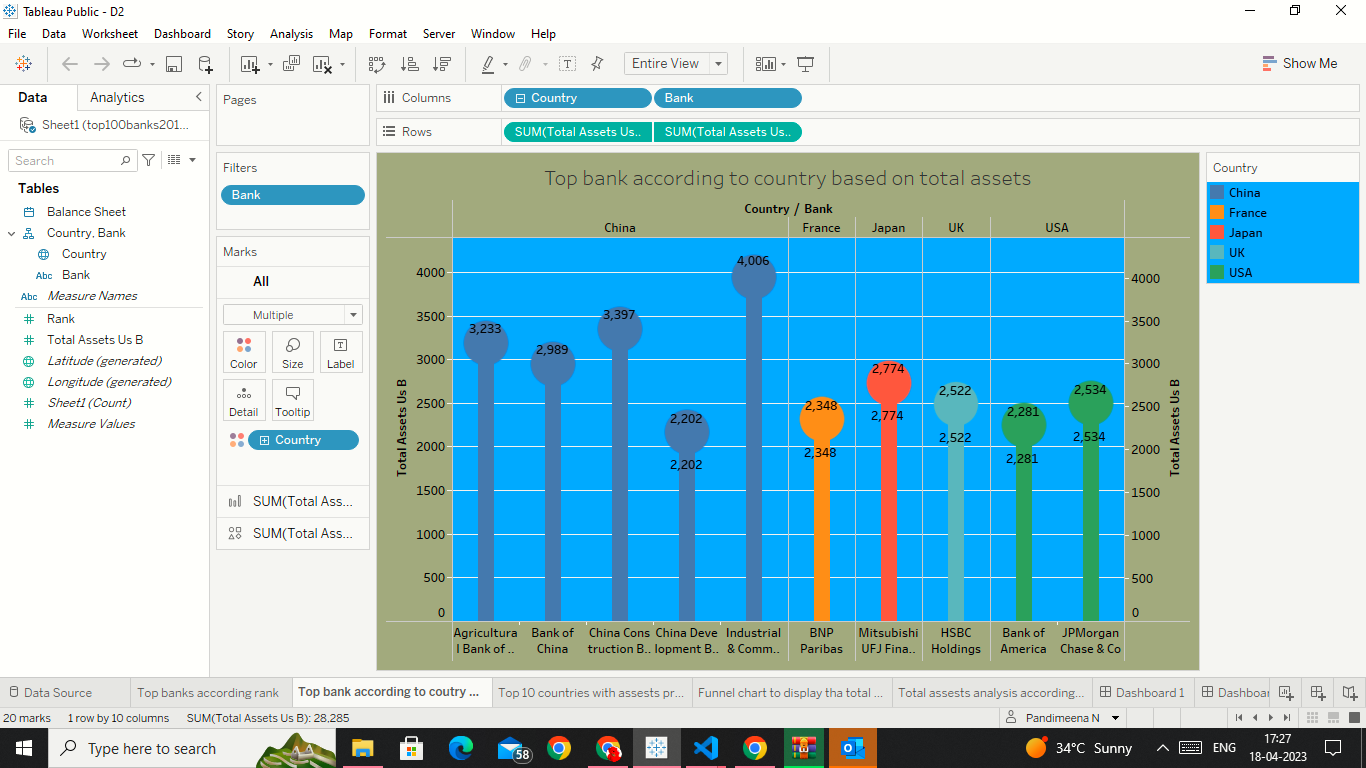 Tableau Public - D2
File Data Worksheet Dashboard Story Analysis Map Format Server Window Help
Entire View
Show Me
Data Analytics
Sheet1 (top100banks201...
Search
Tables
Balance Sheet
Country, Bank
Country
Abc Bank
Abc Measure Names
Rank
Total Assets Us B
Latitude (generated)
Longitude (generated)
Sheet1 (Count)
Measure Values
Pages
Filters
Bank
Marks
All
Multiple
Color Size Label
Detail Tooltip
Country
SUM(Total Ass...
SUM(Total Ass...
Columns Country Bank
Rows SUM(Total Assets Us.. SUM(Total Assets Us..
Top bank according to country based on total assets
Country / Bank
China France Japan UK USA
Total Assets Us B
4000
3500
3000
2500
2000
1500
1000
500
0
3,233
2,989
3,397
2,202
2,202
4,006
2,348
2,348
2,774
2,774
2,522
2,522
2,281
2,281
2,534
2,534
4000
3500
3000
2500
2000
1500
1000
500
0
Total Assets Us B
Agricultura Bank of China Cons China Deve Industrial BNP Mitsubishi HSBC Bank of JPMorgan
l Bank of .. China truction B.. lopment B.. & Comm.. Paribas UFJ Fina.. Holdings America Chase & Co
Country
China
France
Japan
UK
USA
Data Source Top banks according rank Top bank according to coutry ... Top 10 countries with assests pr... Funnel chart to display tha total ... Total assests analysis according... Dashboard 1 Dashboar
20 marks 1 row by 10 columns SUM(Total Assets Us B): 28,285 Pandimeena N
Type here to search 58 34°C Sunny ENG 17:27
18-04-2023